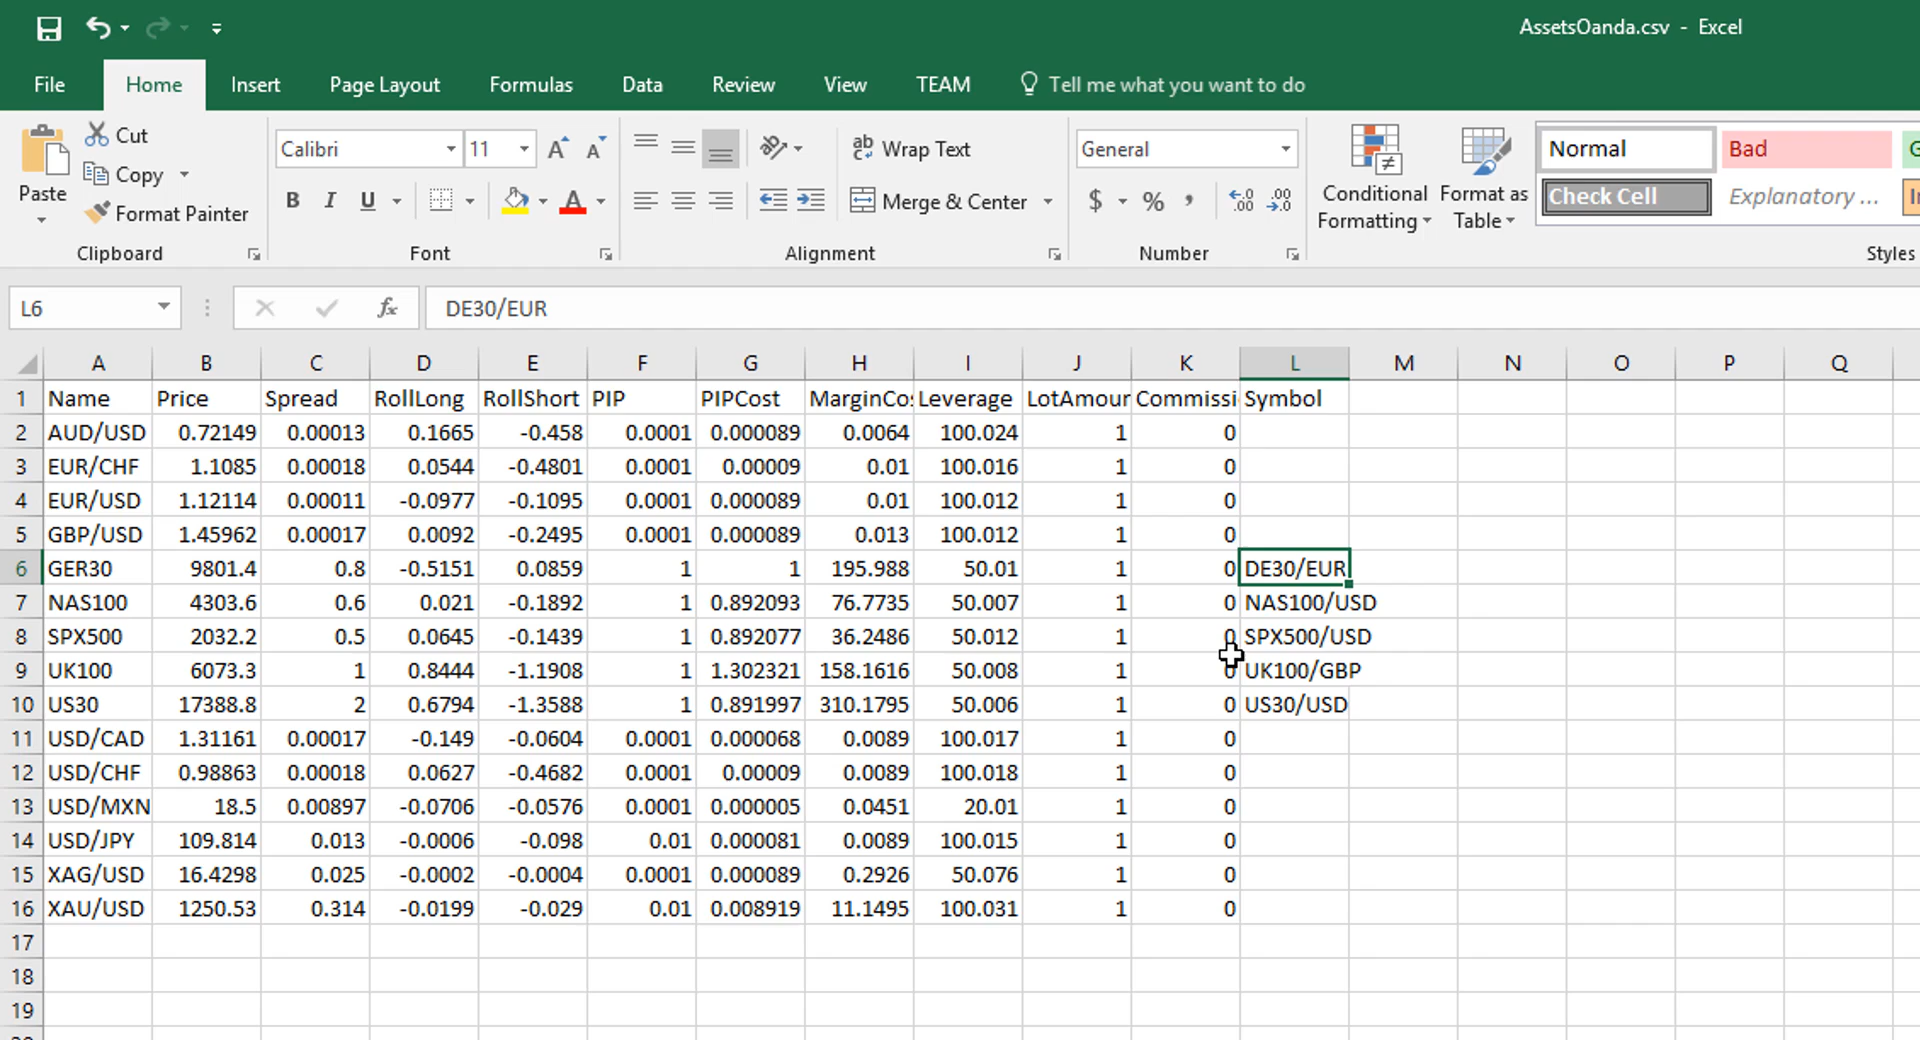 AssetsOanda.csv - Excel
File Home Insert Page Layout Formulas Data Review View TEAM Tell me what you want to do
Paste
Cut
Copy
Format Painter
Clipboard
Calibri 11
B I U
Font
Wrap Text
Merge & Center
Alignment
General
$ % ,
Number
Conditional Formatting
Format as Table
Normal Bad
Check Cell Explanatory ...
Styles
L6 fx DE30/EUR
A B C D E F G H I J K L M N O P Q
1 Name Price Spread RollLong RollShort PIP PIPCost MarginCo Leverage LotAmour Commissi Symbol
2 AUD/USD 0.72149 0.00013 0.1665 -0.458 0.0001 0.000089 0.0064 100.024 1 0
3 EUR/CHF 1.1085 0.00018 0.0544 -0.4801 0.0001 0.00009 0.01 100.016 1 0
4 EUR/USD 1.12114 0.00011 -0.0977 -0.1095 0.0001 0.000089 0.01 100.012 1 0
5 GBP/USD 1.45962 0.00017 0.0092 -0.2495 0.0001 0.000089 0.013 100.012 1 0
6 GER30 9801.4 0.8 -0.5151 0.0859 1 1 195.988 50.01 1 0 DE30/EUR
7 NAS100 4303.6 0.6 0.021 -0.1892 1 0.892093 76.7735 50.007 1 0 NAS100/USD
8 SPX500 2032.2 0.5 0.0645 -0.1439 1 0.892077 36.2486 50.012 1 0 SPX500/USD
9 UK100 6073.3 1 0.8444 -1.1908 1 1.302321 158.1616 50.008 1 0 UK100/GBP
10 US30 17388.8 2 0.6794 -1.3588 1 0.891997 310.1795 50.006 1 0 US30/USD
11 USD/CAD 1.31161 0.00017 -0.149 -0.0604 0.0001 0.000068 0.0089 100.017 1 0
12 USD/CHF 0.98863 0.00018 0.0627 -0.4682 0.0001 0.00009 0.0089 100.018 1 0
13 USD/MXN 18.5 0.00897 -0.0706 -0.0576 0.0001 0.000005 0.0451 20.01 1 0
14 USD/JPY 109.814 0.013 -0.0006 -0.098 0.01 0.000081 0.0089 100.015 1 0
15 XAG/USD 16.4298 0.025 -0.0002 -0.0004 0.0001 0.000089 0.2926 50.076 1 0
16 XAU/USD 1250.53 0.314 -0.0199 -0.029 0.01 0.008919 11.1495 100.031 1 0
17
18
19